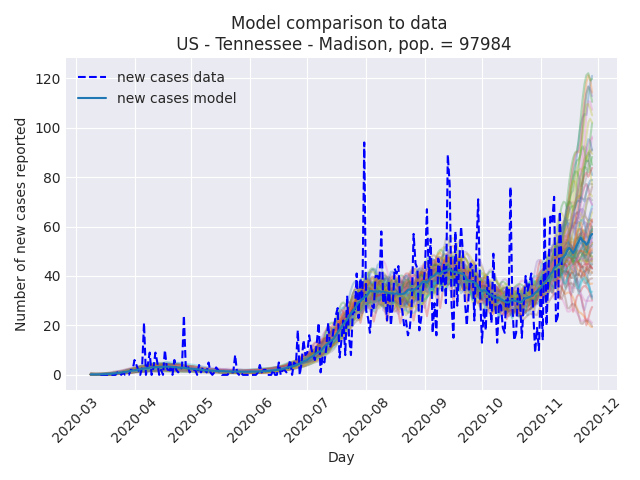 Model comparison to data
US - Tennessee - Madison, pop. = 97984
new cases data
new cases model
Number of new cases reported
120
100
80
60
40
20
0
2020-03
2020-04
2020-05
2020-06
2020-07
2020-08
2020-09
2020-10
2020-11
2020-12
Day